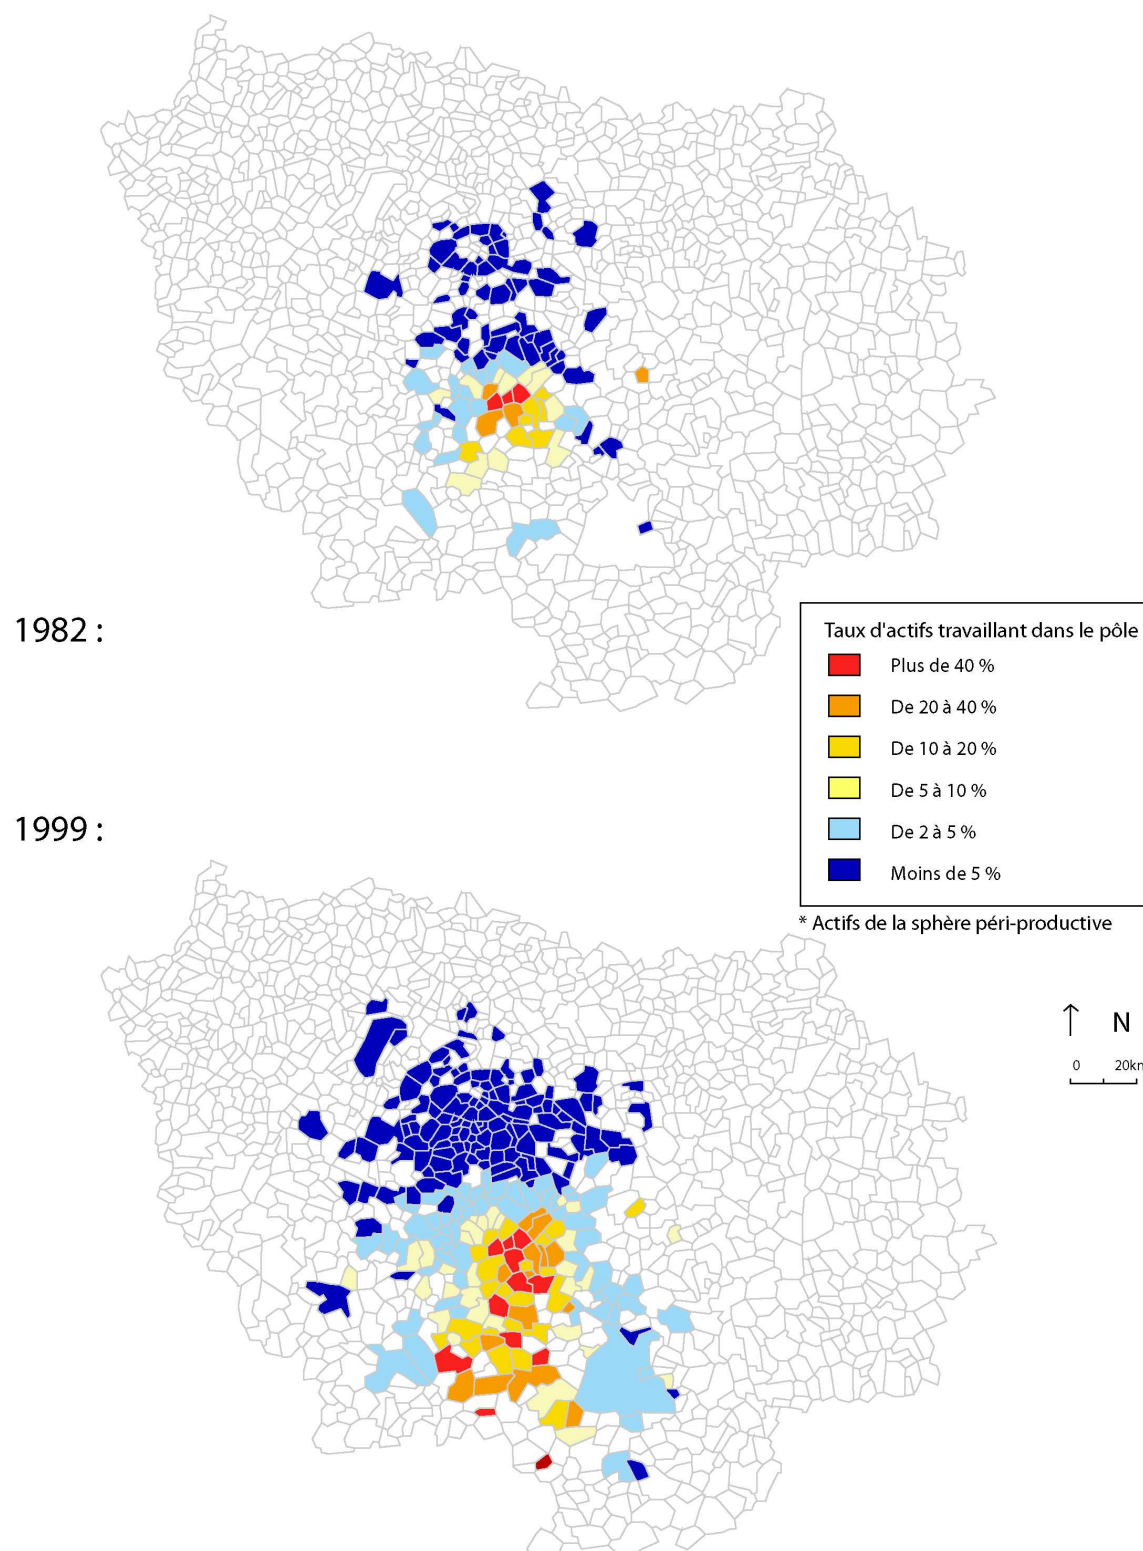 1982 :
Taux d'actifs travaillant dans le pôle
Plus de 40 %
De 20 à 40 %
De 10 à 20 %
De 5 à 10 %
De 2 à 5 %
Moins de 5 %
* Actifs de la sphère péri-productive
1999 :
N
0 20km